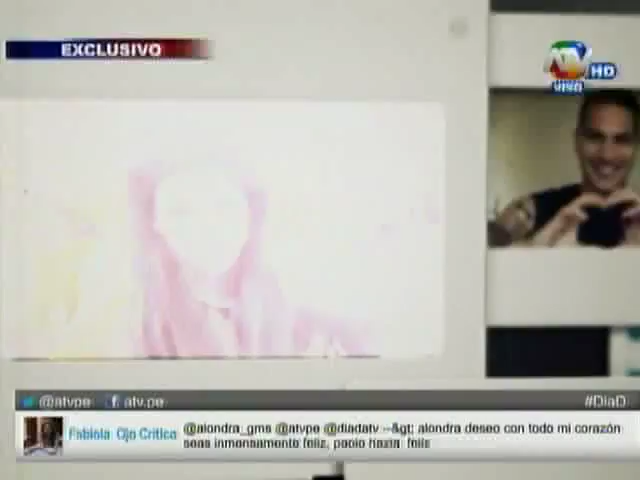 EXCLUSIVO
ATV HD
VIVO
@atvpe atv.pe #DiaD
Fabiola Ojo Critica @alondra_gms @atvpe @diadatv --&gt; alondra deseo con todo mi corazón
seas inmensamente feliz, paolo hazla feliz